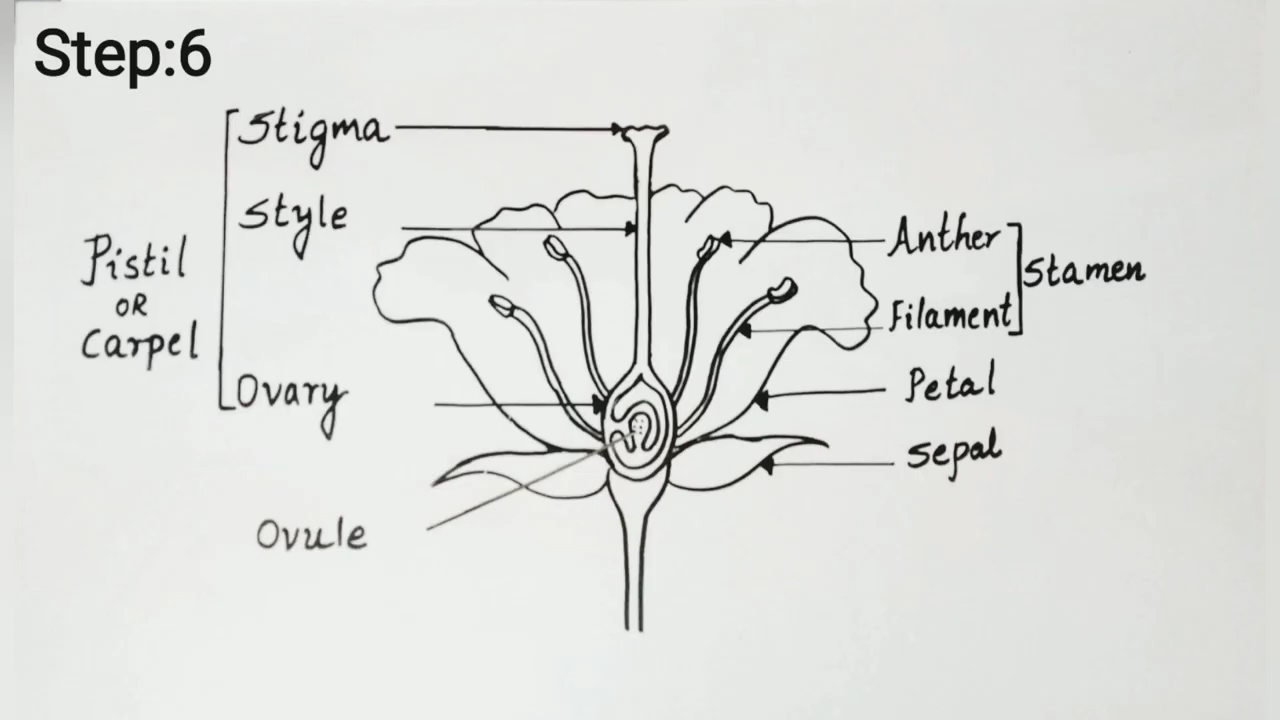 Step:6
Stigma
Style
Pistil
OR
Carpel
Ovary
Ovule
Anther
Filament
Stamen
Petal
Sepal